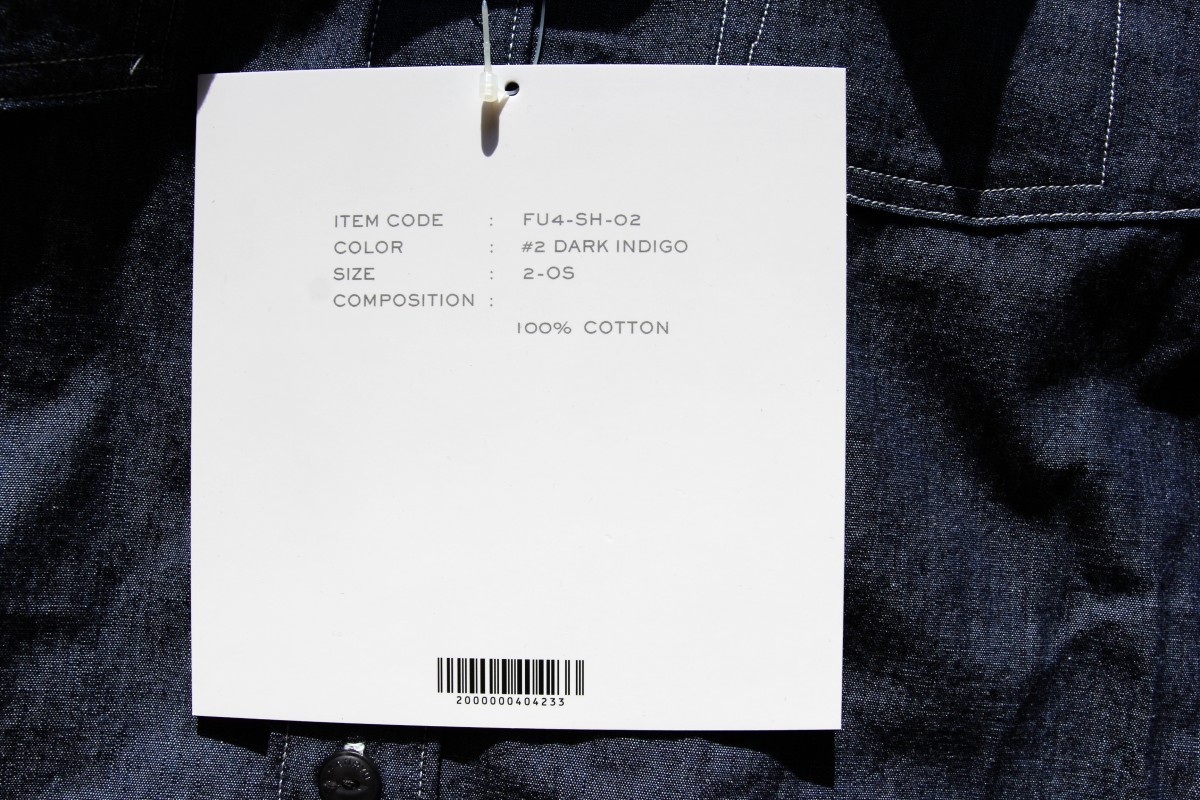 ITEM CODE : FU4-SH-02
COLOR : #2 DARK INDIGO
SIZE : 2-OS
COMPOSITION :
100% COTTON
2000000404233